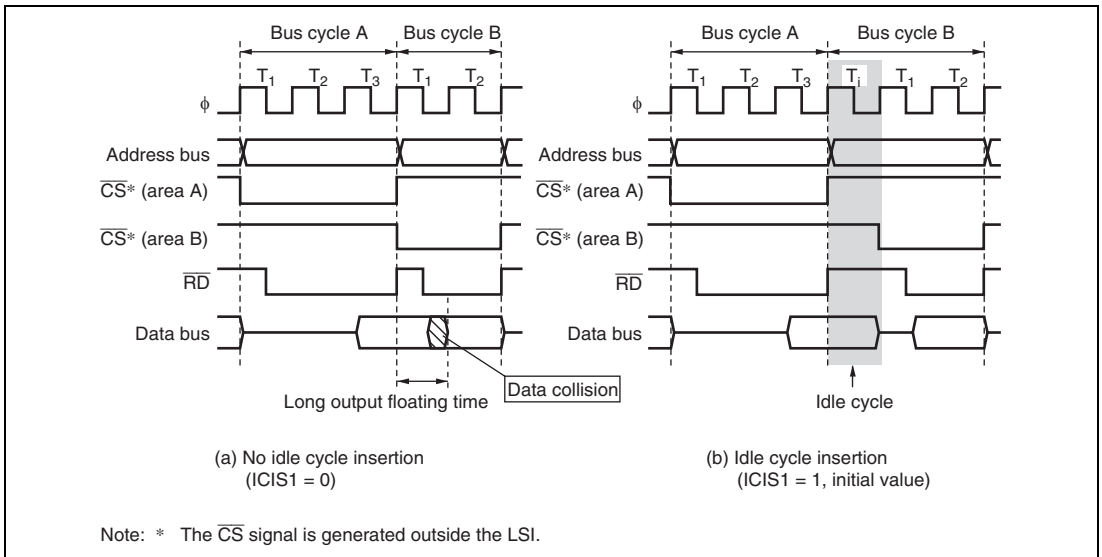 Bus cycle A Bus cycle B
T1 T2 T3 T1 T2
ϕ
Address bus
CS* (area A)
CS* (area B)
RD
Data bus
Data collision
Long output floating time
(a) No idle cycle insertion
(ICIS1 = 0)
Bus cycle A Bus cycle B
T1 T2 T3 Ti T1 T2
ϕ
Address bus
CS* (area A)
CS* (area B)
RD
Data bus
Idle cycle
(b) Idle cycle insertion
(ICIS1 = 1, initial value)
Note: * The CS signal is generated outside the LSI.